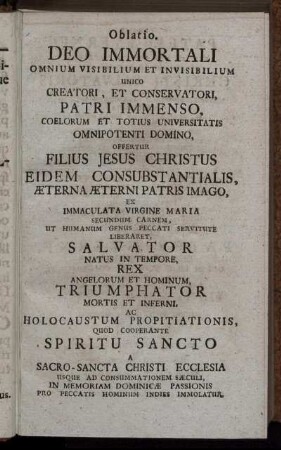 Oblatio.
DEO IMMORTALI
OMNIUM VISIBILIUM ET INVISIBILIUM
UNICO
CREATORI, ET CONSERVATORI,
PATRI IMMENSO,
COELORUM ET TOTIUS UNIVERSITATIS
OMNIPOTENTI DOMINO,
OFFERTUR
FILIUS JESUS CHRISTUS
EIDEM CONSUBSTANTIALIS,
ÆTERNA ÆTERNI PATRIS IMAGO,
EX
IMMACULATA VIRGINE MARIA
SECUNDUM CARNEM,
UT HUMANUM GENUS PECCATI SERVITUTE
LIBERARET,
SALVATOR
NATUS IN TEMPORE,
REX
ANGELORUM ET HOMINUM,
TRIUMPHATOR
MORTIS ET INFERNI.
AC
HOLOCAUSTUM PROPITIATIONIS,
QUOD COOPERANTE
SPIRITU SANCTO
A
SACRO-SANCTA CHRISTI ECCLESIA
USQUE AD CONSUMMATIONEM SÆCULI,
IN MEMORIAM DOMINICÆ PASSIONIS
PRO PECCATIS HOMINUM INDIES IMMOLATUR.